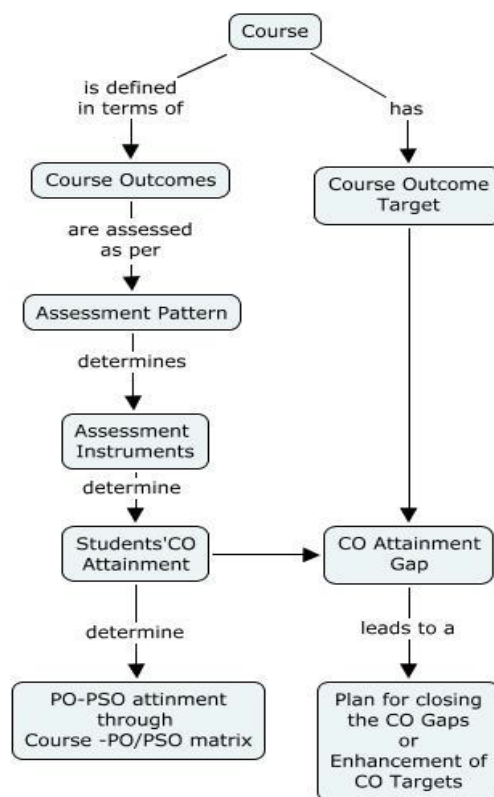 Course
is defined
in terms of
has
Course Outcomes
Course Outcome
Target
are assessed
as per
Assessment Pattern
determines
Assessment
Instruments
determine
Students'CO
Attainment
CO Attainment
Gap
determine
leads to a
PO-PSO attinment
through
Course -PO/PSO matrix
Plan for closing
the CO Gaps
or
Enhancement of
CO Targets